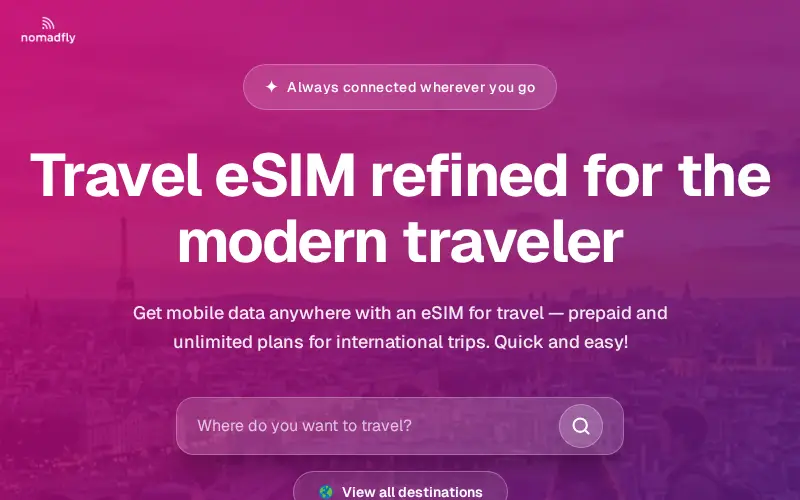 nomadfly
Always connected wherever you go
Travel eSIM refined for the
modern traveler
Get mobile data anywhere with an eSIM for travel — prepaid and
unlimited plans for international trips. Quick and easy!
Where do you want to travel?
View all destinations